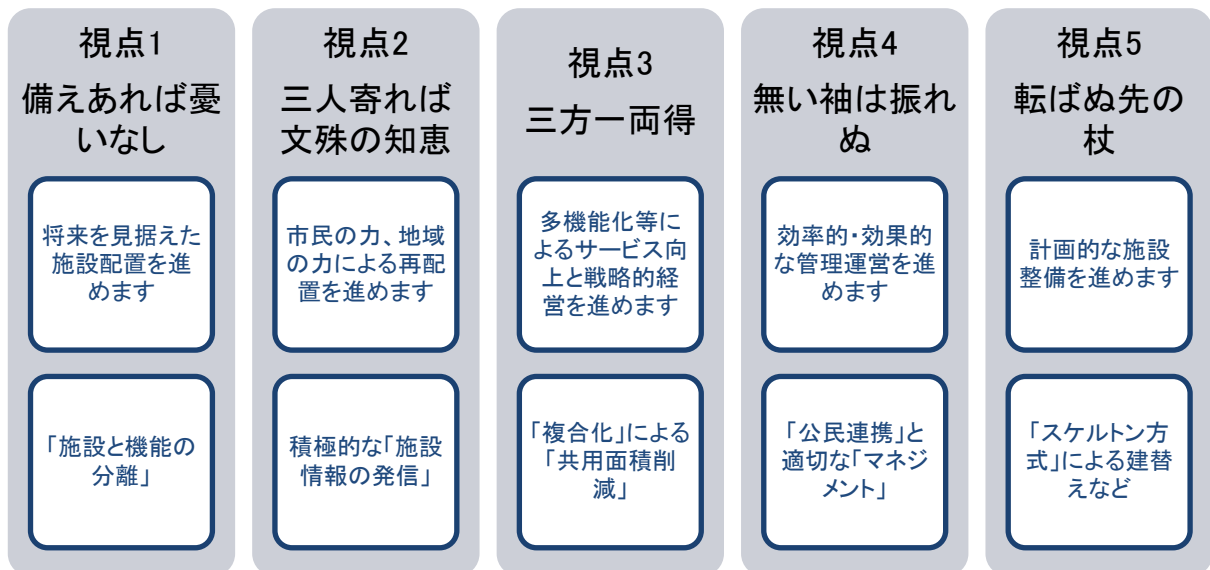 視点1
備えあれば憂
いなし
将来を見据えた
施設配置を進
めます
「施設と機能の
分離」
視点2
三人寄れば
文殊の知恵
市民の力、地域
の力による再配
置を進めます
積極的な「施設
情報の発信」
視点3
三方一両得
多機能化等に
よるサービス向
上と戦略的経
営を進めます
「複合化」による
「共用面積削
減」
視点4
無い袖は振れ
ぬ
効率的・効果的
な管理運営を進
めます
「公民連携」と
適切な「マネジ
メント」
視点5
転ばぬ先の
杖
計画的な施設
整備を進めます
「スケルトン方
式」による建替
えなど